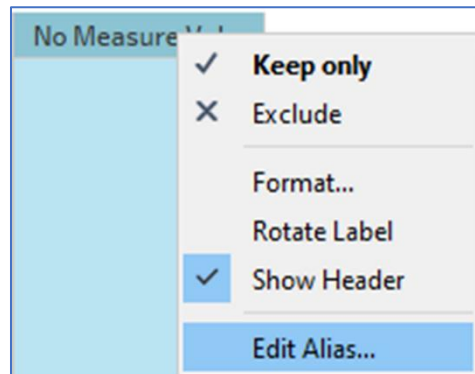 No Measure
Keep only
Exclude
Format...
Rotate Label
Show Header
Edit Alias...